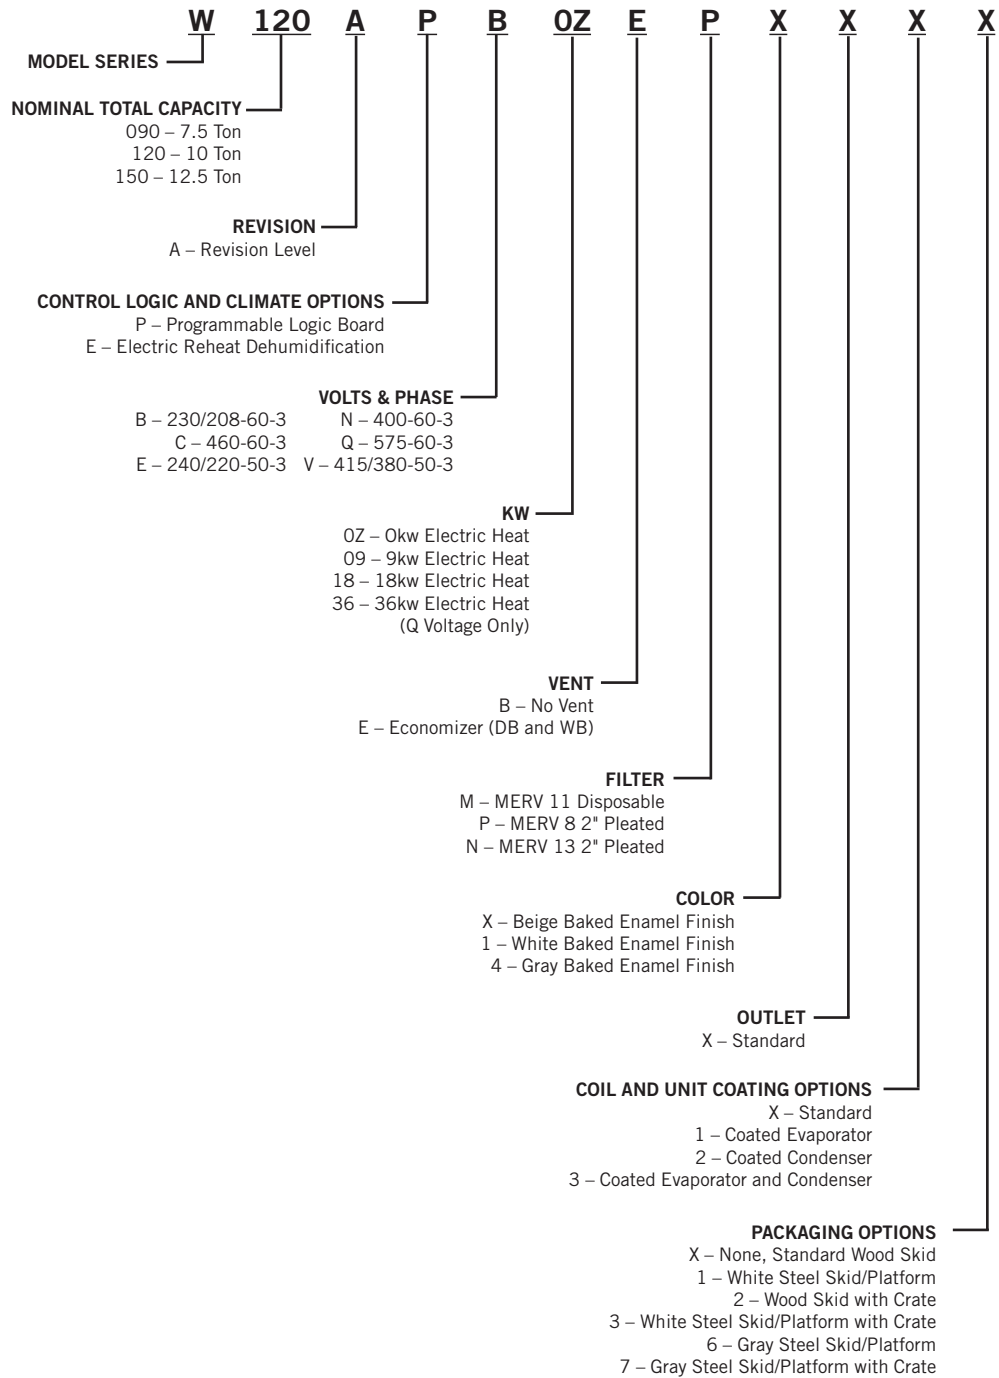 W 120 A P B 0Z E P X X X X
MODEL SERIES
NOMINAL TOTAL CAPACITY
090 – 7.5 Ton
120 – 10 Ton
150 – 12.5 Ton
REVISION
A – Revision Level
CONTROL LOGIC AND CLIMATE OPTIONS
P – Programmable Logic Board
E – Electric Reheat Dehumidification
VOLTS & PHASE
B – 230/208-60-3 N – 400-60-3
C – 460-60-3 Q – 575-60-3
E – 240/220-50-3 V – 415/380-50-3
KW
0Z – 0kw Electric Heat
09 – 9kw Electric Heat
18 – 18kw Electric Heat
36 – 36kw Electric Heat
(Q Voltage Only)
VENT
B – No Vent
E – Economizer (DB and WB)
FILTER
M – MERV 11 Disposable
P – MERV 8 2" Pleated
N – MERV 13 2" Pleated
COLOR
X – Beige Baked Enamel Finish
1 – White Baked Enamel Finish
4 – Gray Baked Enamel Finish
OUTLET
X – Standard
COIL AND UNIT COATING OPTIONS
X – Standard
1 – Coated Evaporator
2 – Coated Condenser
3 – Coated Evaporator and Condenser
PACKAGING OPTIONS
X – None, Standard Wood Skid
1 – White Steel Skid/Platform
2 – Wood Skid with Crate
3 – White Steel Skid/Platform with Crate
6 – Gray Steel Skid/Platform
7 – Gray Steel Skid/Platform with Crate